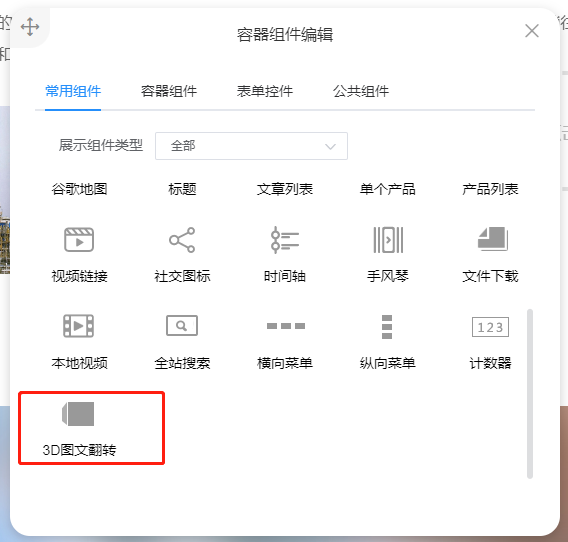 容器组件编辑
常用组件 容器组件 表单控件 公共组件
展示组件类型 全部
谷歌地图 标题 文章列表 单个产品 产品列表
视频链接 社交图标 时间轴 手风琴 文件下载
123
本地视频 全站搜索 横向菜单 纵向菜单 计数器
3D图文翻转